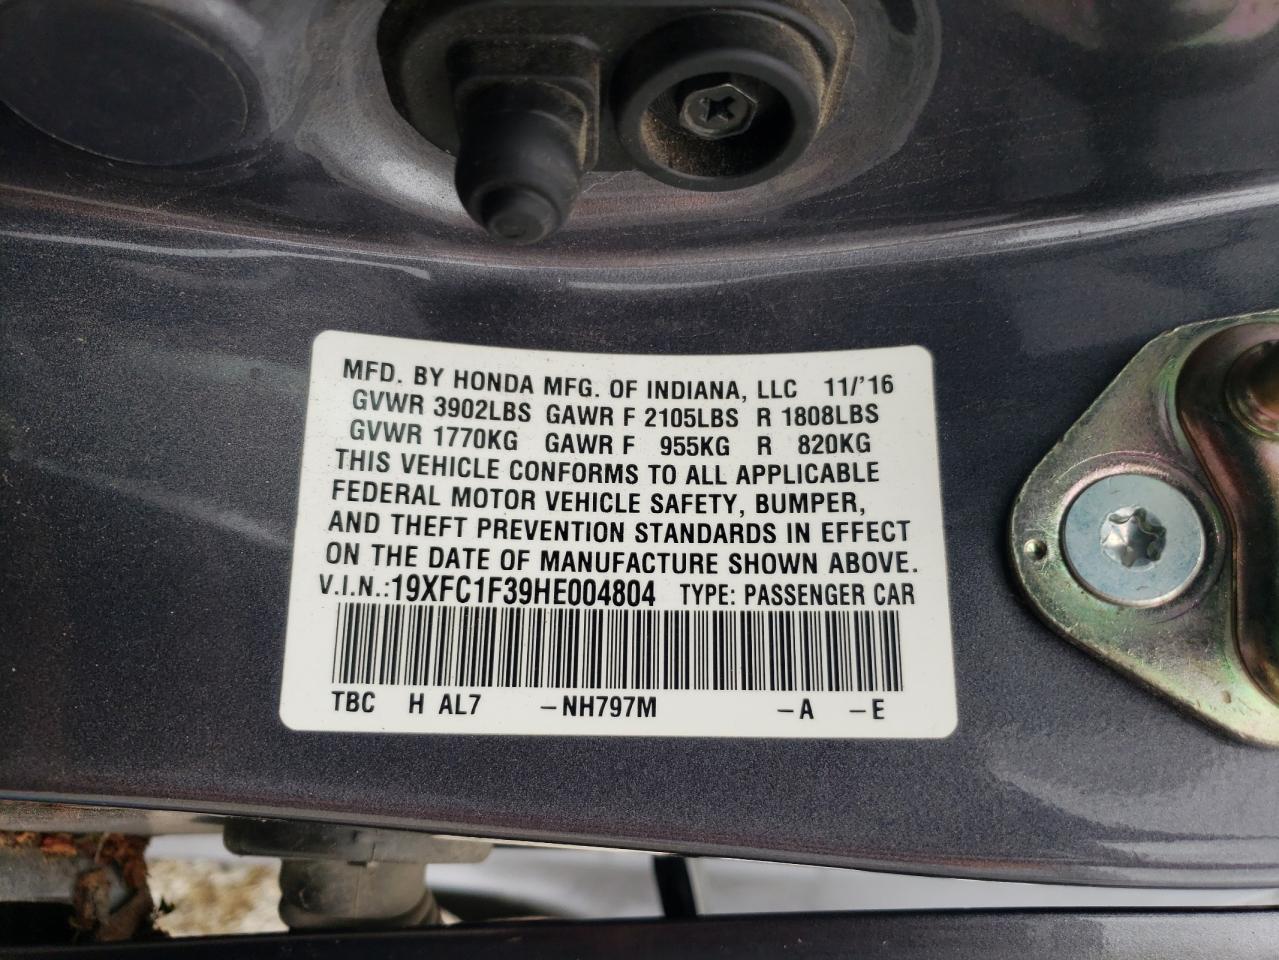 MFD. BY HONDA MFG. OF INDIANA, LLC 11/'16
GVWR 3902LBS GAWR F 2105LBS R 1808LBS
GVWR 1770KG GAWR F 955KG R 820KG
THIS VEHICLE CONFORMS TO ALL APPLICABLE
FEDERAL MOTOR VEHICLE SAFETY, BUMPER,
AND THEFT PREVENTION STANDARDS IN EFFECT
ON THE DATE OF MANUFACTURE SHOWN ABOVE.
V.I.N.:19XFC1F39HE004804 TYPE: PASSENGER CAR
TBC H AL7 –NH797M –A –E